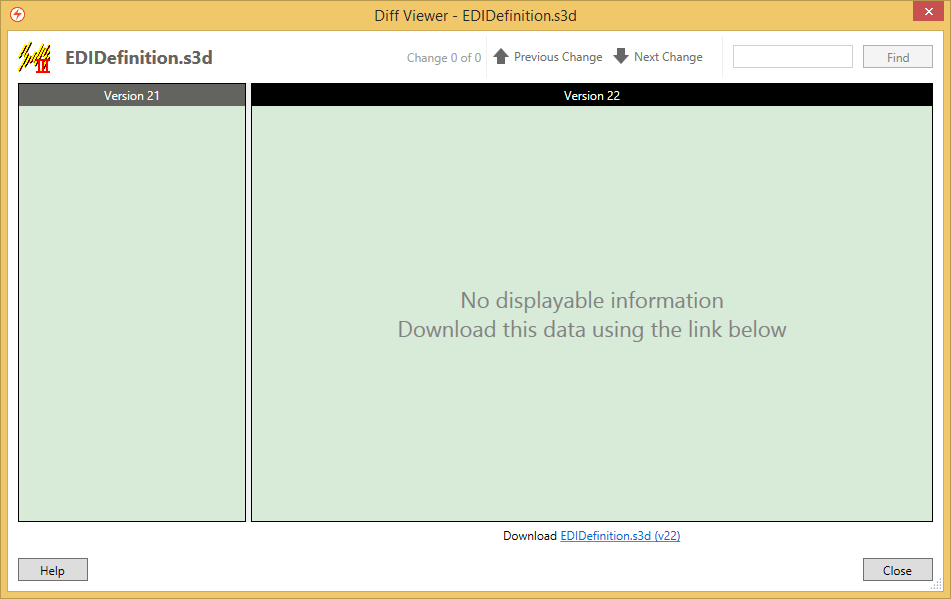 Diff Viewer - EDIDefinition.s3d
EDIDefinition.s3d
Change 0 of 0
Previous Change
Next Change
Find
Version 21
Version 22
No displayable information
Download this data using the link below
Download EDIDefinition.s3d (v22)
Help
Close